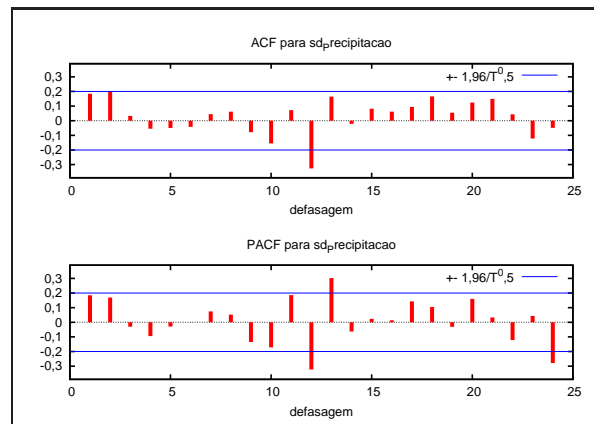 ACF para sd_Precipitacao
+- 1,96/T^0,5
0,3
0,2
0,1
0
-0,1
-0,2
-0,3
0 5 10 15 20 25
defasagem
PACF para sd_Precipitacao
+- 1,96/T^0,5
0,3
0,2
0,1
0
-0,1
-0,2
-0,3
0 5 10 15 20 25
defasagem